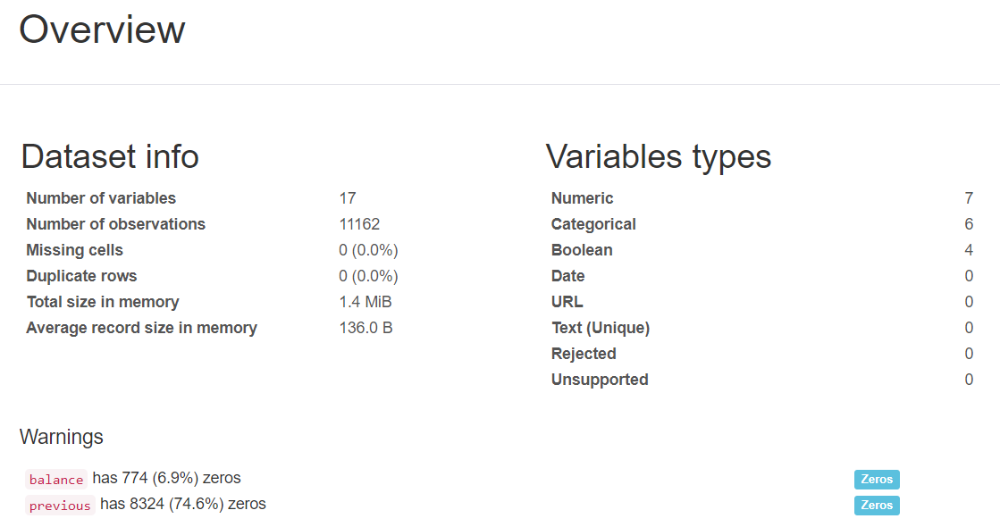 Overview
Dataset info
Number of variables 17
Number of observations 11162
Missing cells 0 (0.0%)
Duplicate rows 0 (0.0%)
Total size in memory 1.4 MiB
Average record size in memory 136.0 B
Variables types
Numeric 7
Categorical 6
Boolean 4
Date 0
URL 0
Text (Unique) 0
Rejected 0
Unsupported 0
Warnings
balance has 774 (6.9%) zeros Zeros
previous has 8324 (74.6%) zeros Zeros